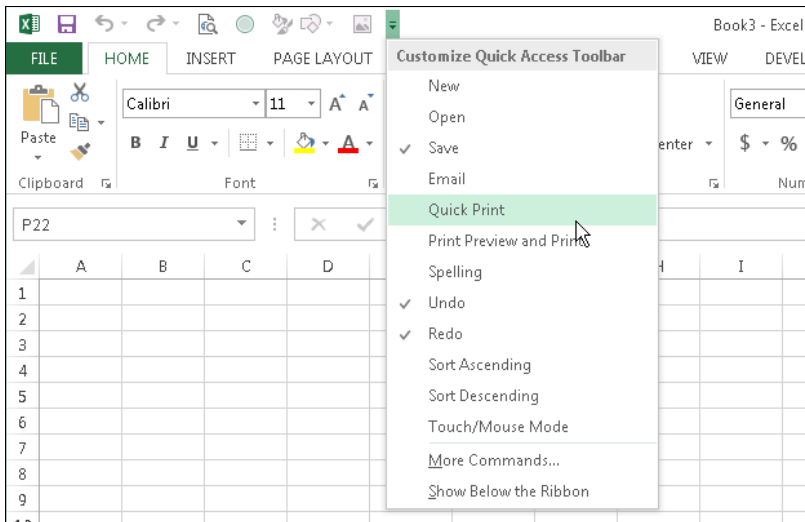 Book3 - Excel
FILE HOME INSERT PAGE LAYOUT VIEW DEVEL
Customize Quick Access Toolbar
New
Open
Save
Email
Quick Print
Print Preview and Print
Spelling
Undo
Redo
Sort Ascending
Sort Descending
Touch/Mouse Mode
More Commands...
Show Below the Ribbon
Calibri 11 A A General
Paste B I U A enter $ %
Clipboard Font Num
P22
A B C D H I
1
2
3
4
5
6
7
8
9